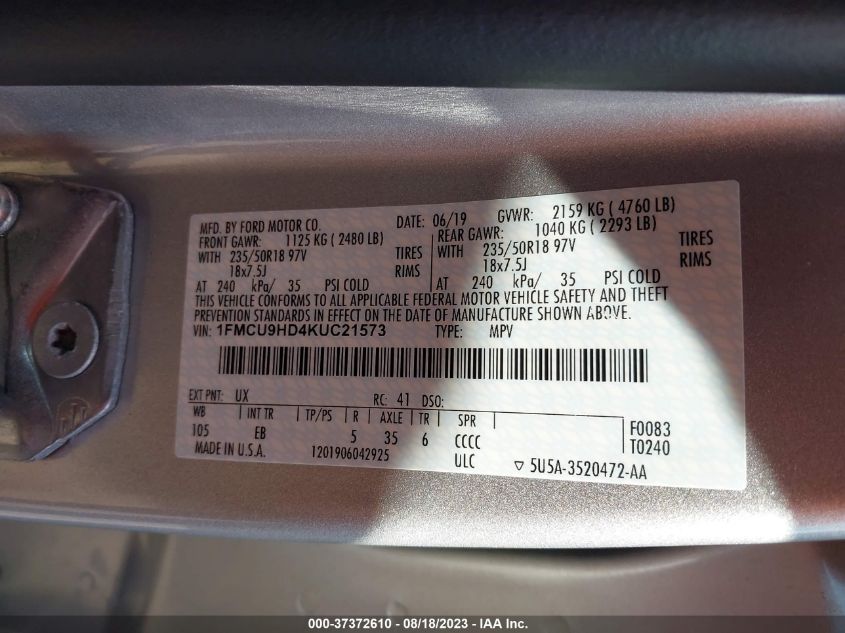 MFD. BY FORD MOTOR CO. DATE: 06/19 GVWR: 2159 KG ( 4760 LB)
FRONT GAWR: 1125 KG ( 2480 LB) REAR GAWR: 1040 KG ( 2293 LB)
WITH 235/50R18 97V TIRES WITH 235/50R18 97V TIRES
18x7.5J RIMS 18x7.5J RIMS
AT 240 kPa/ 35 PSI COLD AT 240 kPa/ 35 PSI COLD
THIS VEHICLE CONFORMS TO ALL APPLICABLE FEDERAL MOTOR VEHICLE SAFETY AND THEFT
PREVENTION STANDARDS IN EFFECT ON THE DATE OF MANUFACTURE SHOWN ABOVE.
VIN: 1FMCU9HD4KUC21573 TYPE: MPV
EXT PNT: UX RC: 41 DSO:
WB INT TR TP/PS R AXLE TR SPR
105 EB 5 35 6 CCCC
F0083
T0240
MADE IN U.S.A. 1201906042925 ULC ▽ 5U5A-3520472-AA
000-37372610 - 08/18/2023 - IAA Inc.